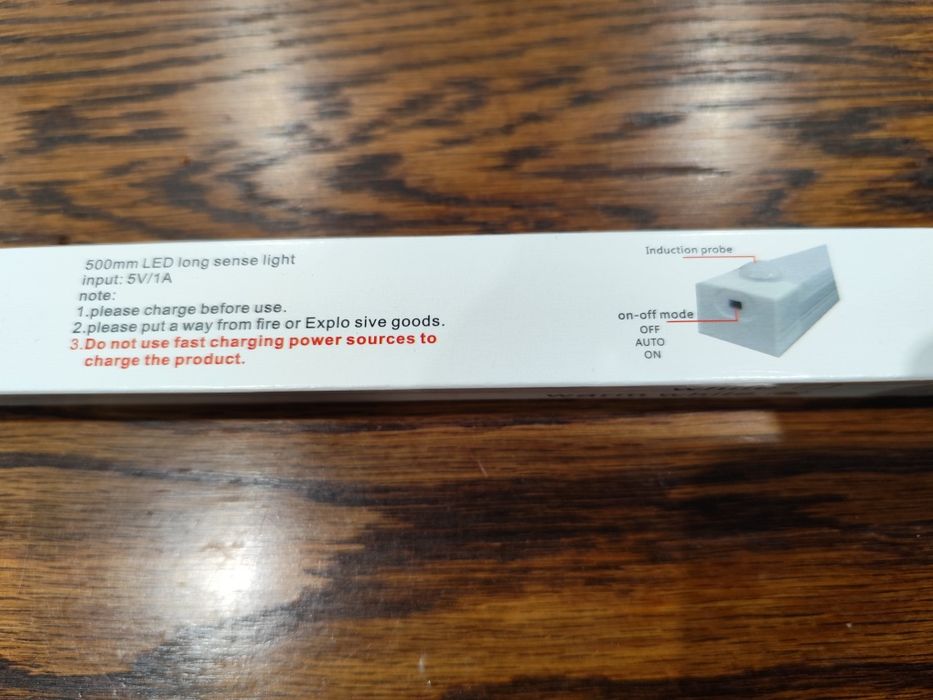 500mm LED long sense light
input: 5V/1A
note:
1.please charge before use.
2.please put a way from fire or Explo sive goods.
3.Do not use fast charging power sources to
charge the product.
Induction probe
on-off mode
OFF
AUTO
ON